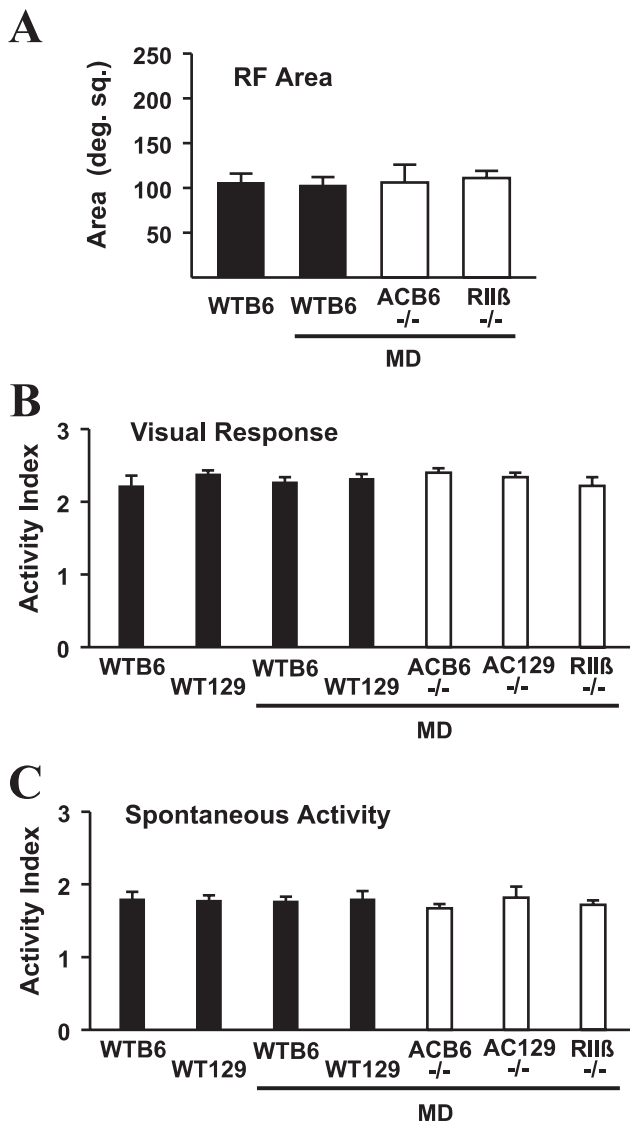 A
RF Area
Area (deg. sq.)
250
200
150
100
50
WTB6 WTB6 ACB6 -/- RIIß -/-
MD
B
Visual Response
Activity Index
3
2
1
0
WTB6 WT129 WTB6 WT129 ACB6 -/- AC129 -/- RIIß -/-
MD
C
Spontaneous Activity
Activity Index
3
2
1
0
WTB6 WT129 WTB6 WT129 ACB6 -/- AC129 -/- RIIß -/-
MD